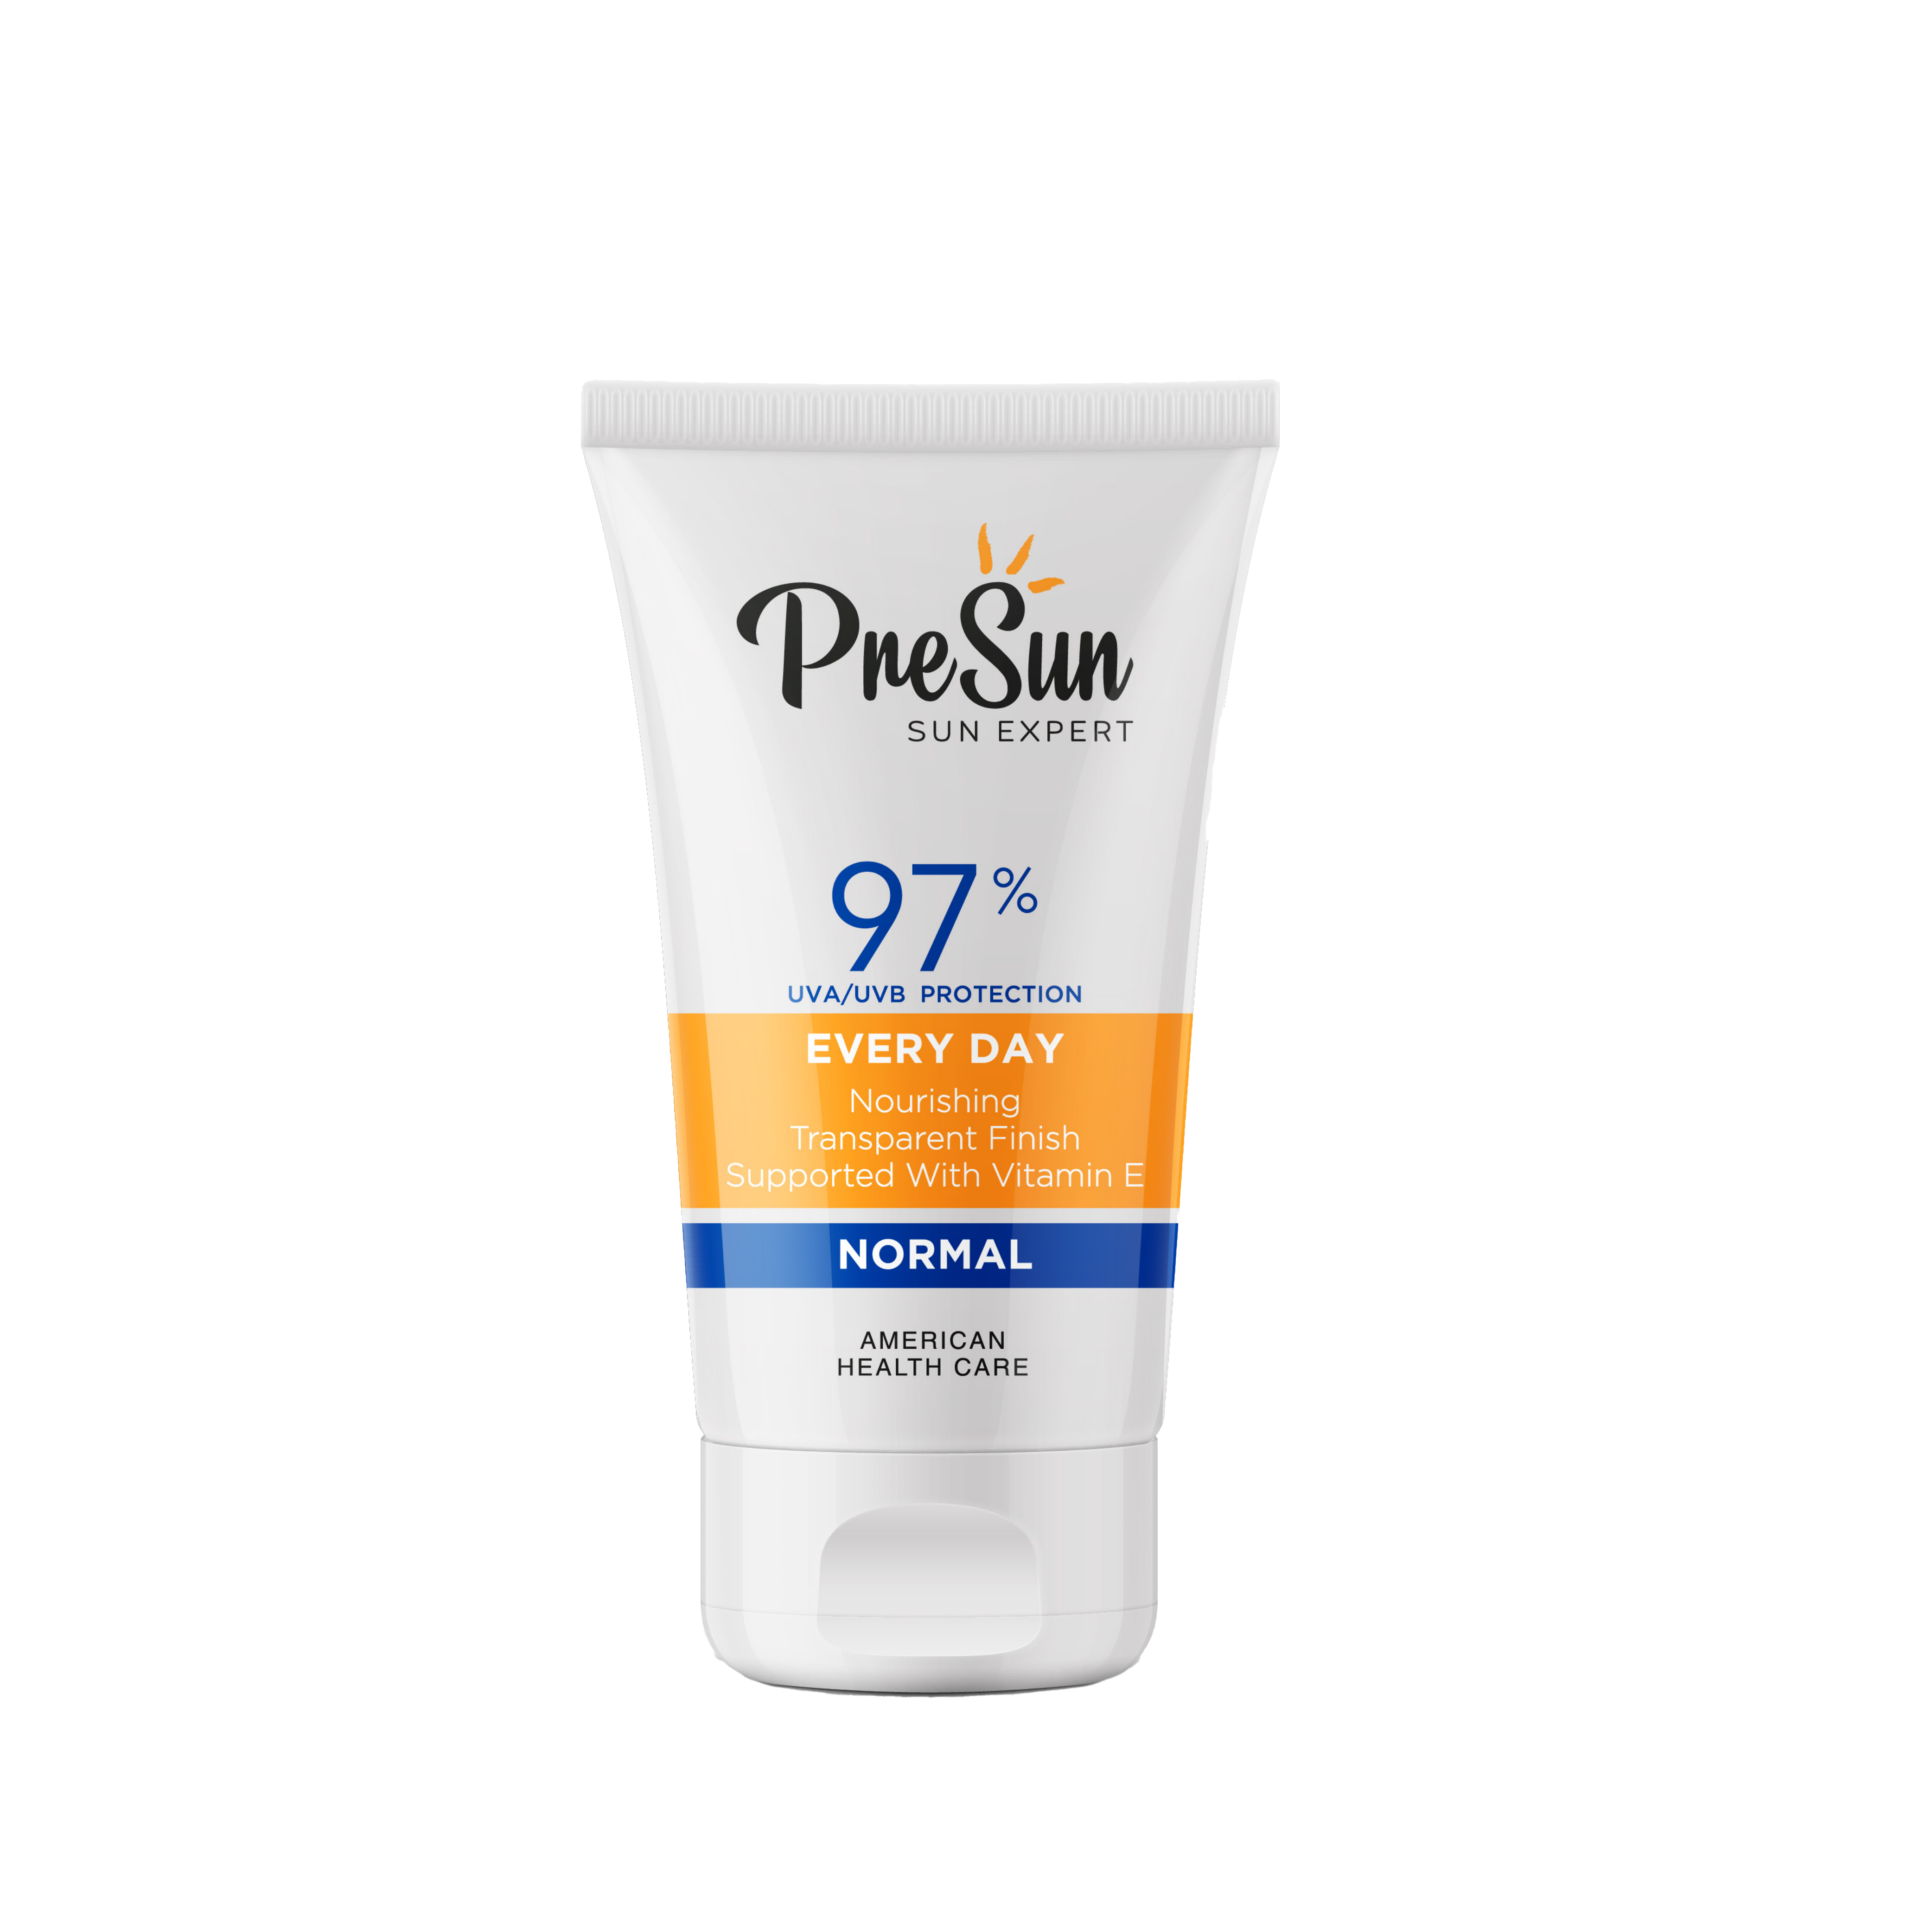 PreSun
SUN EXPERT
97%
UVA/UVB PROTECTION
EVERY DAY
Nourishing
Transparent Finish
Supported With Vitamin E
NORMAL
AMERICAN
HEALTH CARE